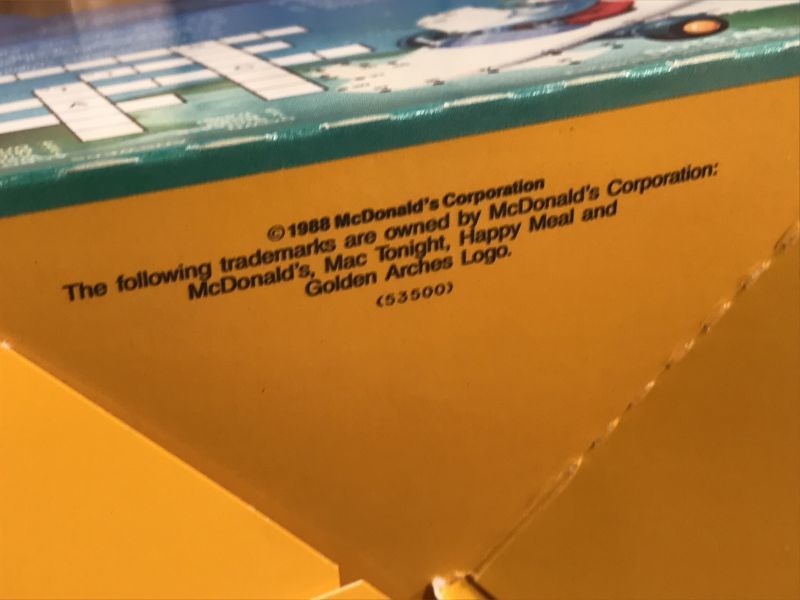 ©1988 McDonald's Corporation
The following trademarks are owned by McDonald's Corporation:
McDonald's, Mac Tonight, Happy Meal and
Golden Arches Logo.
(53500)